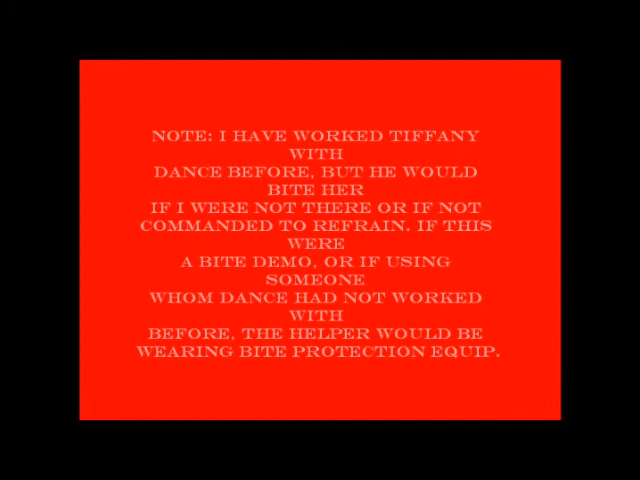 NOTE: I HAVE WORKED TIFFANY
WITH
DANCE BEFORE, BUT HE WOULD
BITE HER
IF I WERE NOT THERE OR IF NOT
COMMANDED TO REFRAIN. IF THIS
WERE
A BITE DEMO, OR IF USING
SOMEONE
WHOM DANCE HAD NOT WORKED
WITH
BEFORE, THE HELPER WOULD BE
WEARING BITE PROTECTION EQUIP.